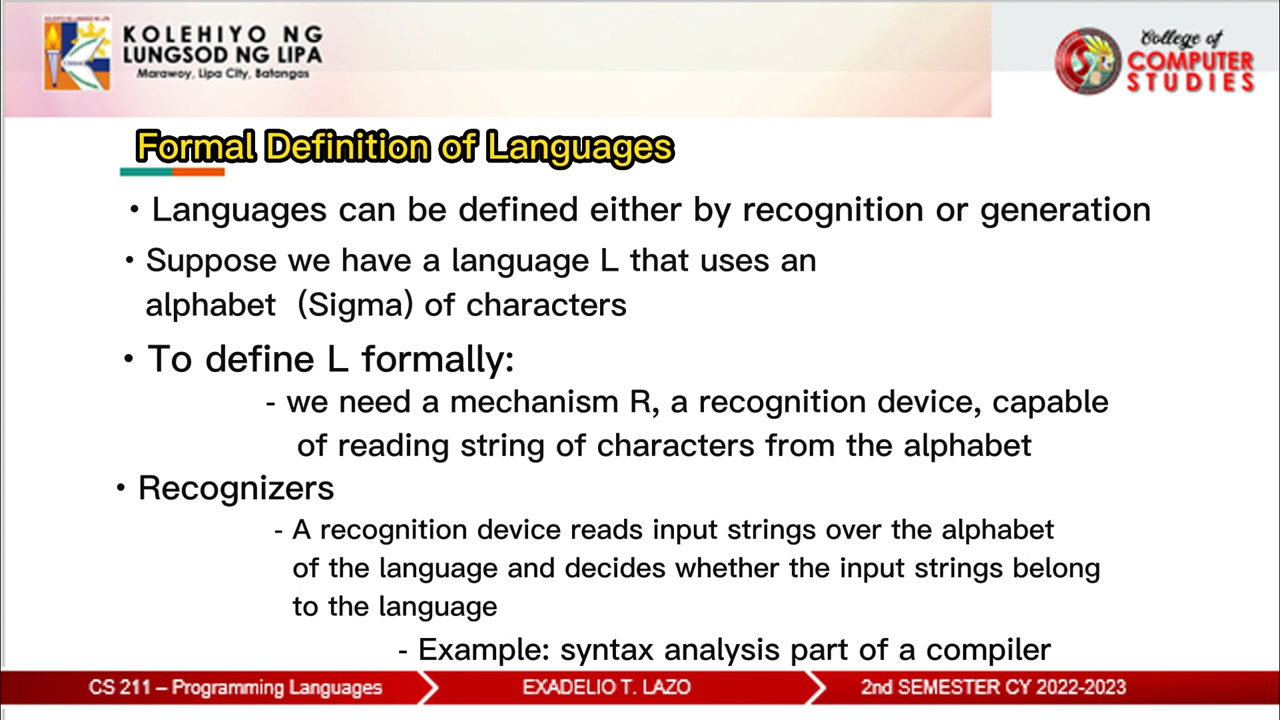 KOLEHIYO NG
LUNGSOD NG LIPA
Marawoy, Lipa City, Batangas
College of
COMPUTER
STUDIES
Formal Definition of Languages
• Languages can be defined either by recognition or generation
• Suppose we have a language L that uses an
alphabet (Sigma) of characters
• To define L formally:
- we need a mechanism R, a recognition device, capable
of reading string of characters from the alphabet
• Recognizers
- A recognition device reads input strings over the alphabet
of the language and decides whether the input strings belong
to the language
- Example: syntax analysis part of a compiler
CS 211 – Programming Languages
EXADELIO T. LAZO
2nd SEMESTER CY 2022-2023